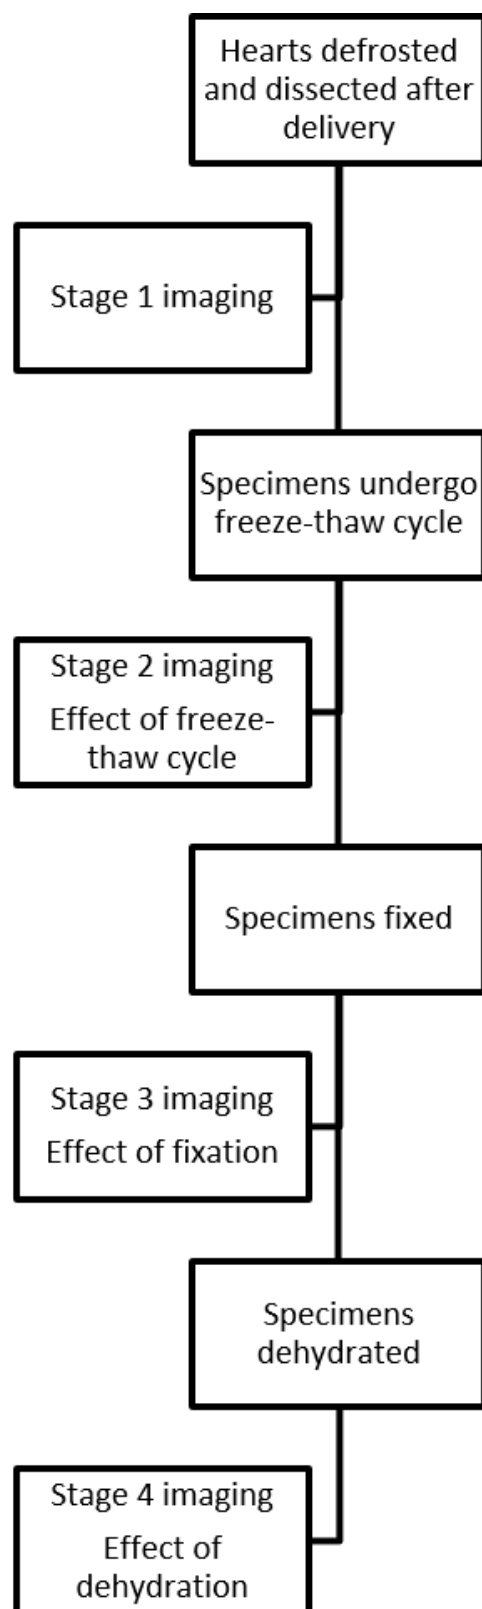 Hearts defrosted
and dissected after
delivery
Stage 1 imaging
Specimens undergo
freeze-thaw cycle
Stage 2 imaging
Effect of freeze-
thaw cycle
Specimens fixed
Stage 3 imaging
Effect of fixation
Specimens
dehydrated
Stage 4 imaging
Effect of
dehydration